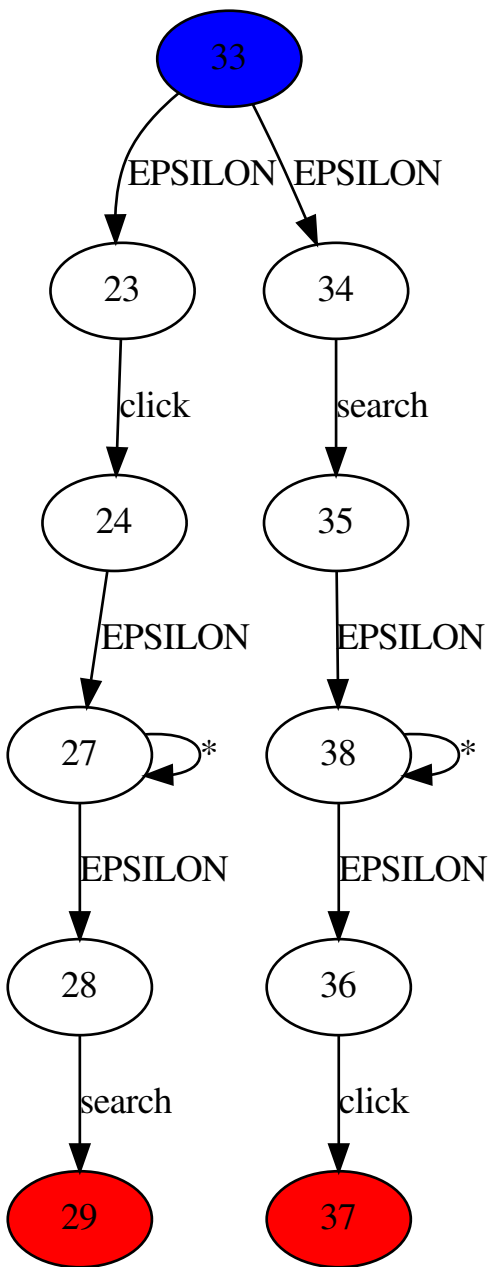 33
EPSILON EPSILON
23 34
click search
24 35
EPSILON EPSILON
27 * 38 *
EPSILON EPSILON
28 36
search click
29 37